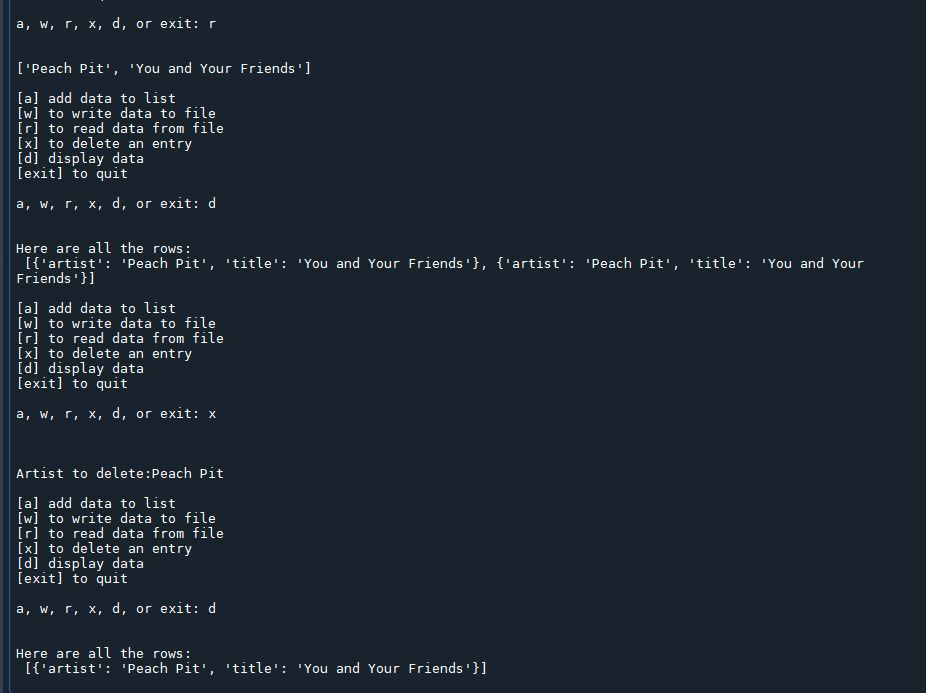 a, w, r, x, d, or exit: r
['Peach Pit', 'You and Your Friends']
[a] add data to list
[w] to write data to file
[r] to read data from file
[x] to delete an entry
[d] display data
[exit] to quit
a, w, r, x, d, or exit: d
Here are all the rows:
[{'artist': 'Peach Pit', 'title': 'You and Your Friends'}, {'artist': 'Peach Pit', 'title': 'You and Your
Friends'}]
[a] add data to list
[w] to write data to file
[r] to read data from file
[x] to delete an entry
[d] display data
[exit] to quit
a, w, r, x, d, or exit: x
Artist to delete:Peach Pit
[a] add data to list
[w] to write data to file
[r] to read data from file
[x] to delete an entry
[d] display data
[exit] to quit
a, w, r, x, d, or exit: d
Here are all the rows:
[{'artist': 'Peach Pit', 'title': 'You and Your Friends'}]